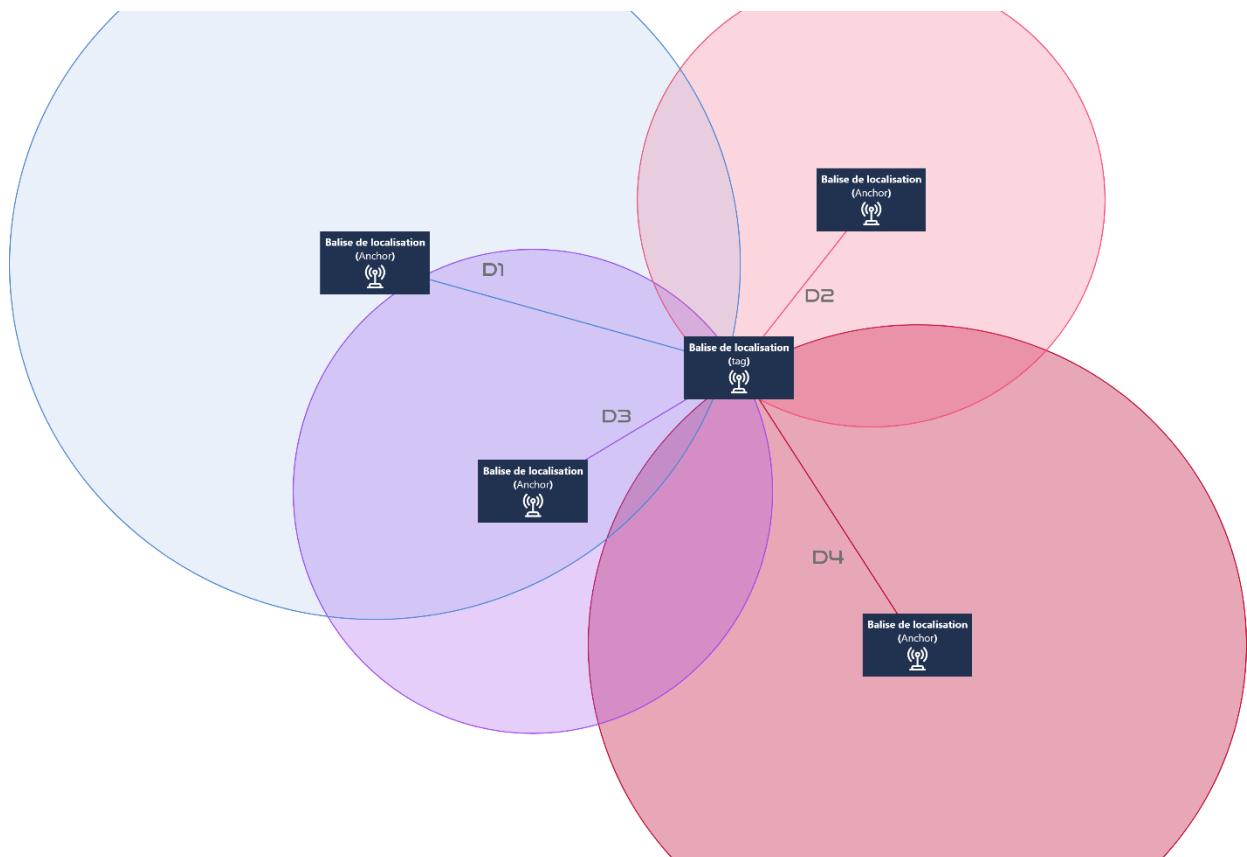 Balise de localisation
(Anchor)
D2
Balise de localisation
(Anchor)
D1
Balise de localisation
(tag)
D3
Balise de localisation
(Anchor)
D4
Balise de localisation
(Anchor)